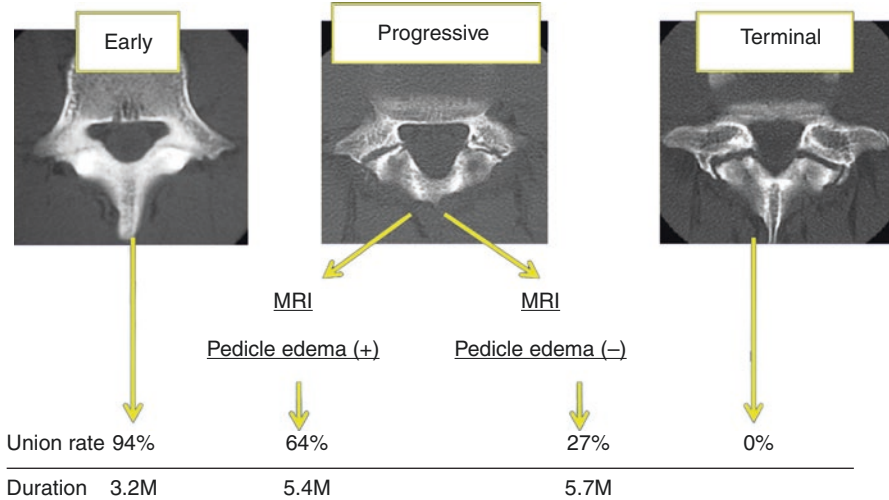 Early
Progressive
Terminal
MRI MRI
Pedicle edema (+) Pedicle edema (–)
Union rate 94% 64% 27% 0%
Duration 3.2M 5.4M 5.7M